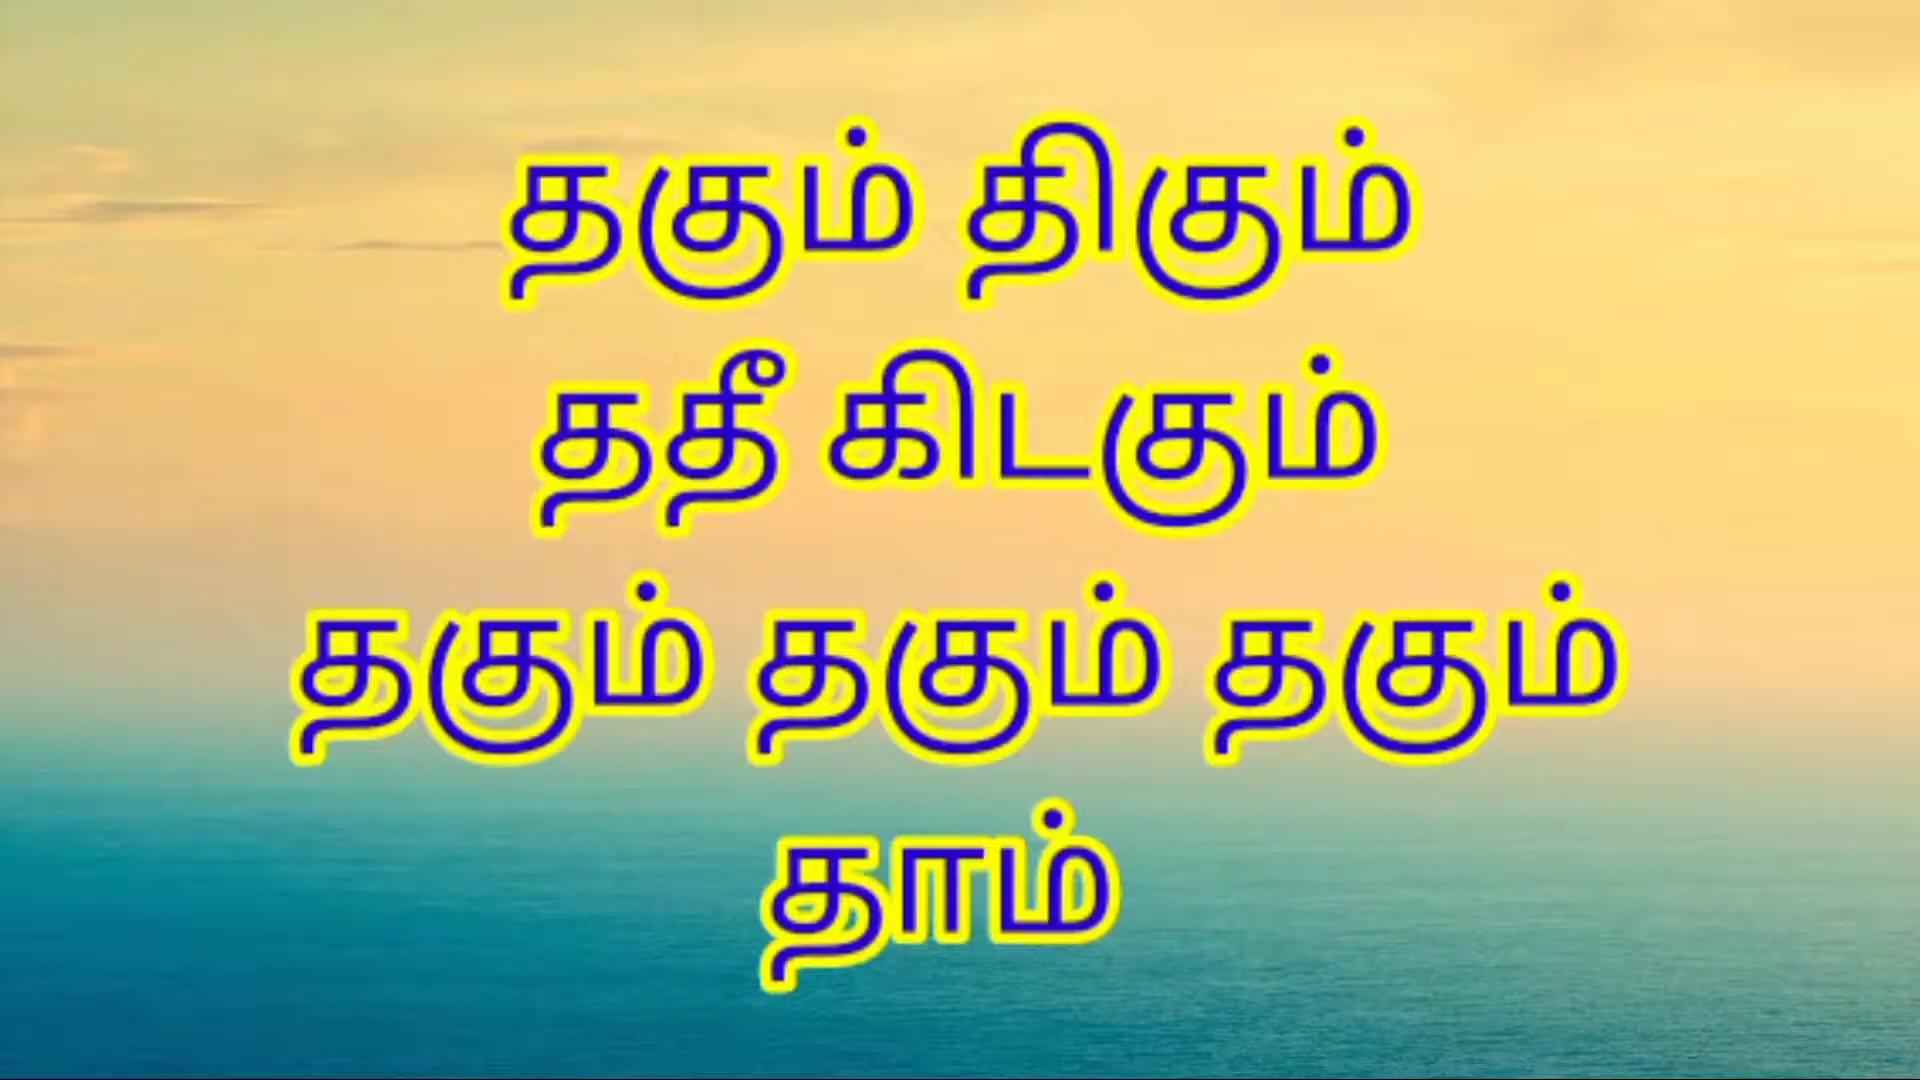 தகும் திகும்
ததீ கிடகும்
தகும் தகும் தகும்
தாம்